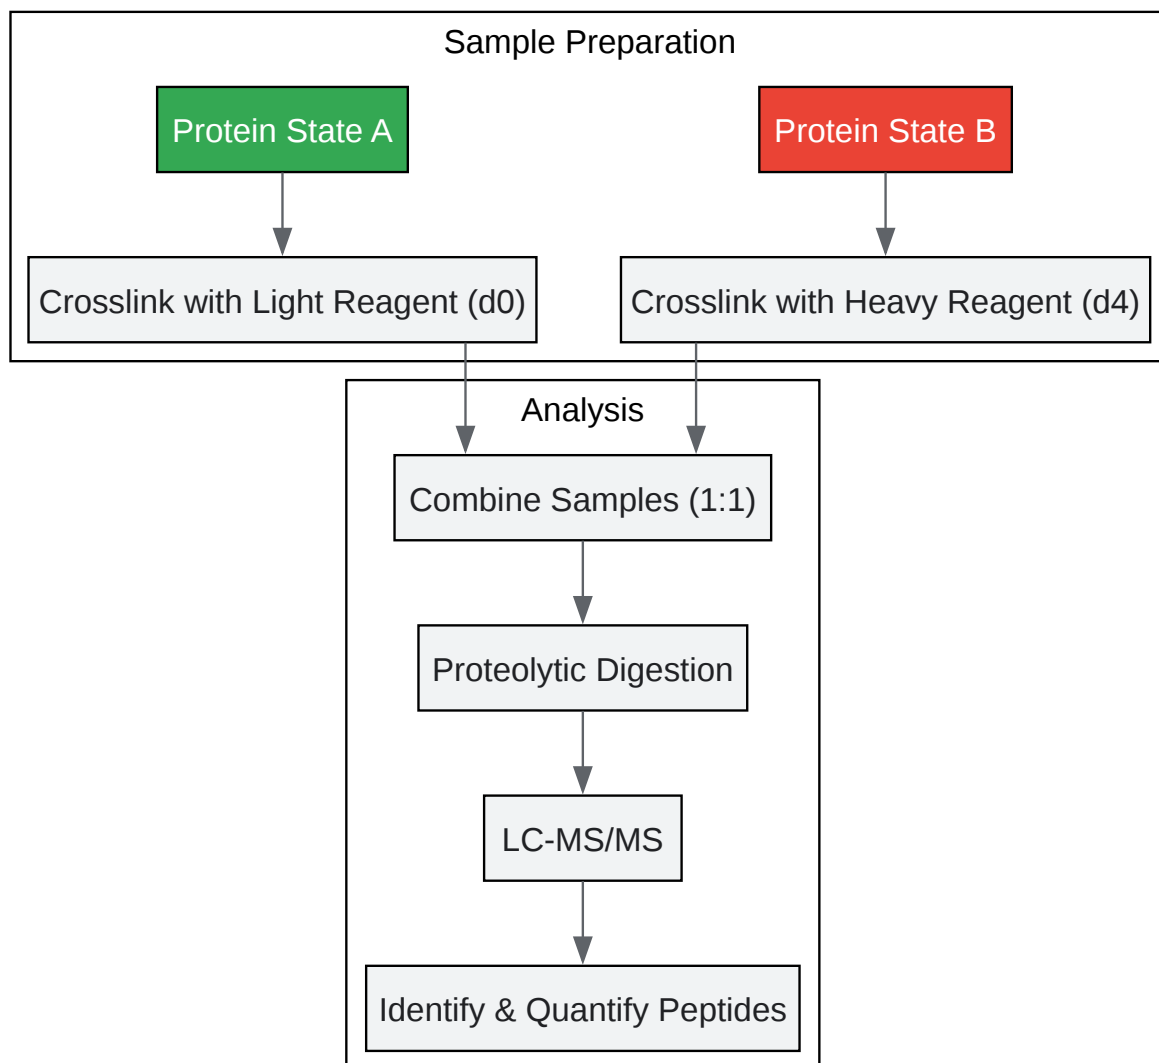 Sample Preparation
Protein State A
Protein State B
Crosslink with Light Reagent (d0)
Crosslink with Heavy Reagent (d4)
Analysis
Combine Samples (1:1)
Proteolytic Digestion
LC-MS/MS
Identify & Quantify Peptides